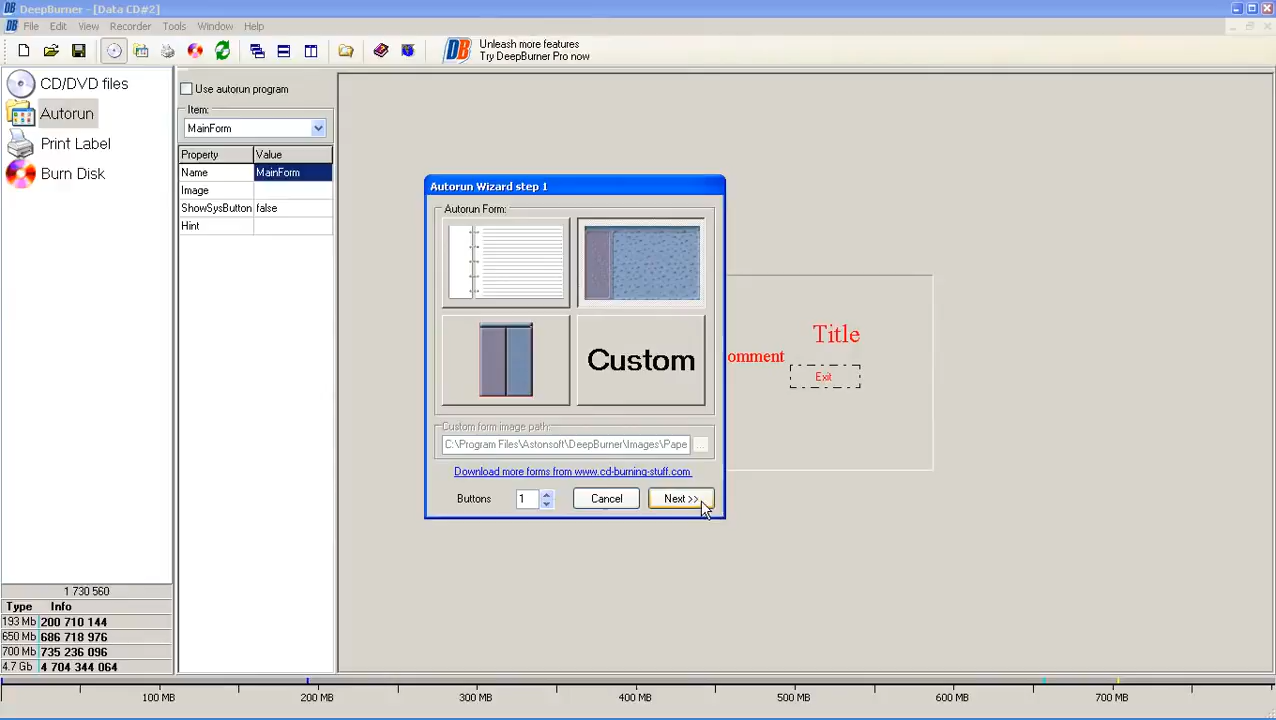 DeepBurner - [Data CD#2]
File Edit View Recorder Tools Window Help
DB Unleash more features
Try DeepBurner Pro now
CD/DVD files
Autorun
Print Label
Burn Disk
Use autorun program
Item:
MainForm
Property Value
Name MainForm
Image
ShowSysButton false
Hint
Autorun Wizard step 1
Autorun Form:
Custom
Custom form image path:
C:\Program Files\Astonsoft\DeepBurner\Images\Pape
...
Download more forms from www.cd-burning-stuff.com
Buttons 1 Cancel Next >>
Title
omment
Exit
1 730 560
Type Info
193 Mb 200 710 144
650 Mb 686 718 976
700 Mb 735 236 096
4.7 Gb 4 704 344 064
100 MB 200 MB 300 MB 400 MB 500 MB 600 MB 700 MB